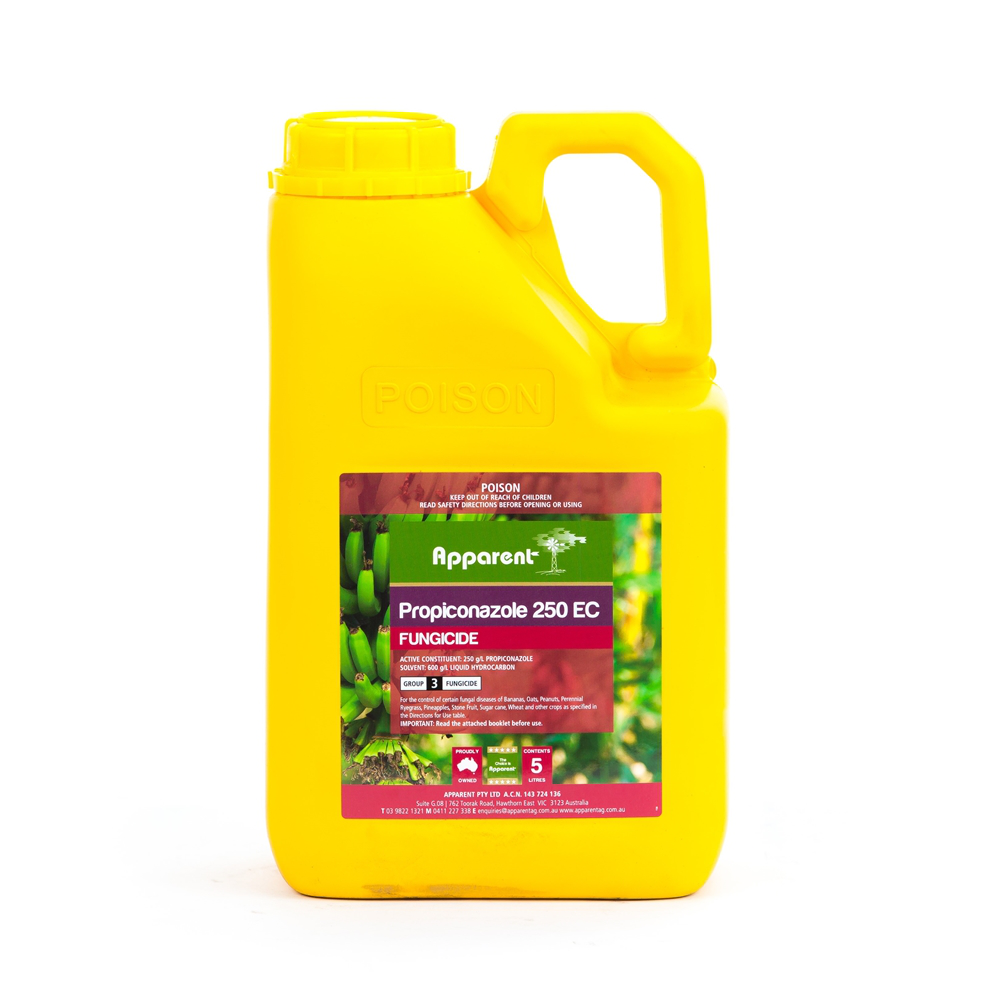 POISON
POISON
KEEP OUT OF REACH OF CHILDREN
READ SAFETY DIRECTIONS BEFORE OPENING OR USING
Apparent
Propiconazole 250 EC
FUNGICIDE
ACTIVE CONSTITUENT: 250 g/L PROPICONAZOLE
SOLVENT: 600 g/L LIQUID HYDROCARBON
GROUP 3 FUNGICIDE
For the control of certain fungal diseases of Bananas, Oats, Peanuts, Perennial
Ryegrass, Pineapples, Stone Fruit, Sugar cane, Wheat and other crops as specified in
the Directions for Use table.
IMPORTANT: Read the attached booklet before use.
PROUDLY
OWNED
The
Choice is
Apparent
CONTENTS
5
LITRES
APPARENT PTY LTD A.C.N. 143 724 136
Suite G.08 | 762 Toorak Road, Hawthorn East VIC 3123 Australia
T 03 9822 1321 M 0411 227 338 E enquiries@apparentag.com.au www.apparentag.com.au